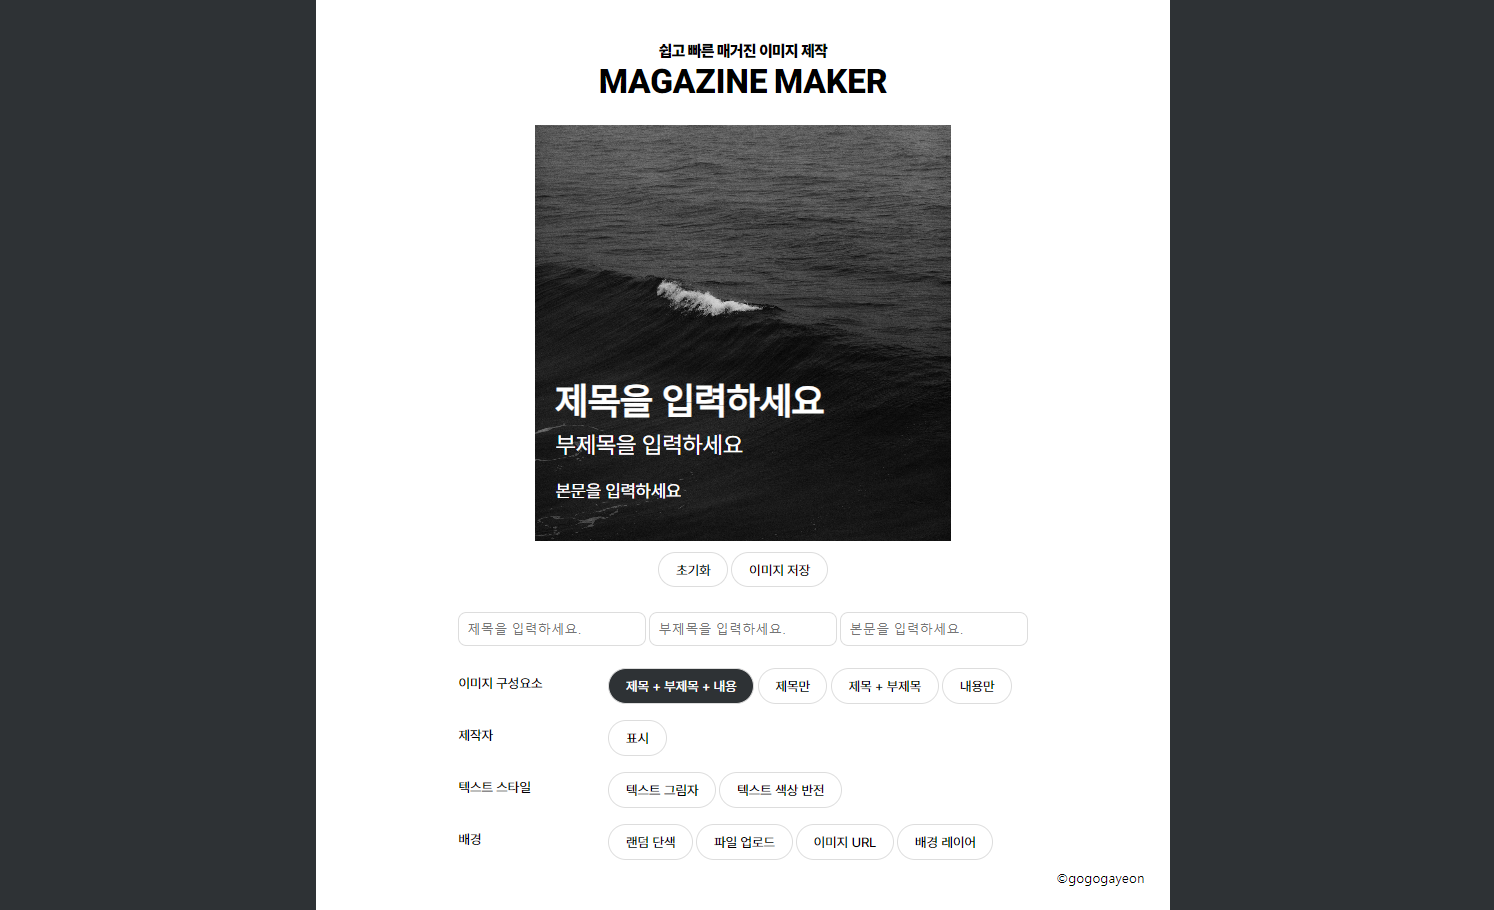 쉽고 빠른 매거진 이미지 제작
MAGAZINE MAKER
제목을 입력하세요
부제목을 입력하세요
본문을 입력하세요
초기화 이미지 저장
제목을 입력하세요. 부제목을 입력하세요. 본문을 입력하세요.
이미지 구성요소 제목 + 부제목 + 내용 제목만 제목 + 부제목 내용만
제작자 표시
텍스트 스타일 텍스트 그림자 텍스트 색상 반전
배경 랜덤 단색 파일 업로드 이미지 URL 배경 레이어
©gogogayeon